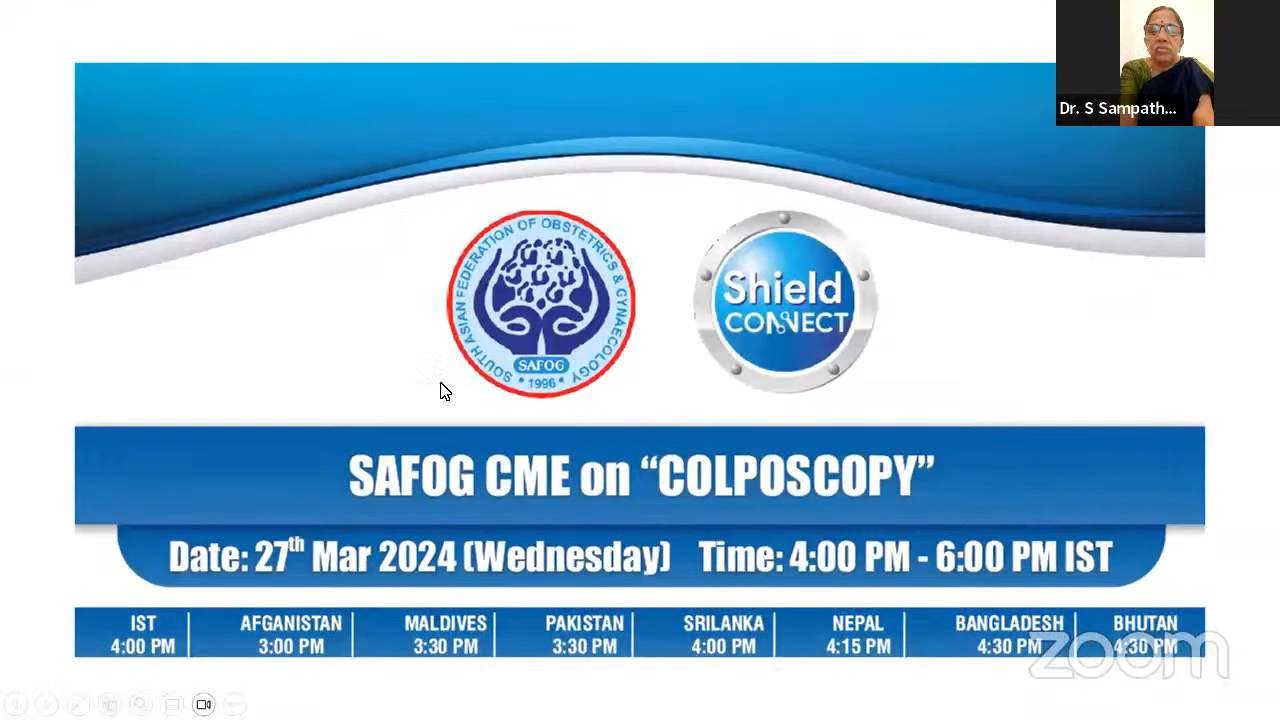 Dr. S Sampath...
SOUTH ASIAN FEDERATION OF OBSTETRICS & GYNAECOLOGY
SAFOG
• 1996 •
Shield
CONNECT
SAFOG CME on “COLPOSCOPY”
Date: 27th Mar 2024 (Wednesday) Time: 4:00 PM - 6:00 PM IST
IST AFGANISTAN MALDIVES PAKISTAN SRILANKA NEPAL BANGLADESH BHUTAN
4:00 PM 3:00 PM 3:30 PM 3:30 PM 4:00 PM 4:15 PM 4:30 PM 4:30 PM
zoom